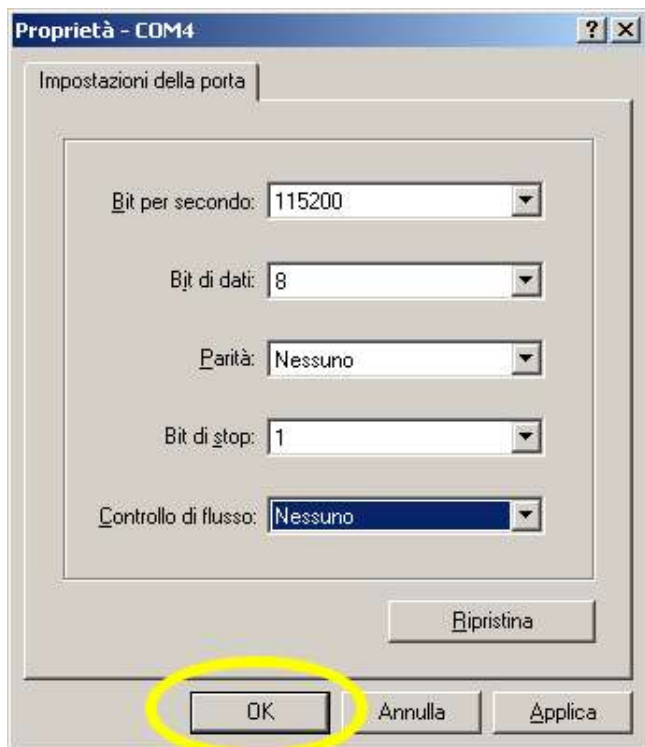 Proprietà - COM4
Impostazioni della porta
Bit per secondo: 115200
Bit di dati: 8
Parità: Nessuno
Bit di stop: 1
Controllo di flusso: Nessuno
Ripristina
OK Annulla Applica